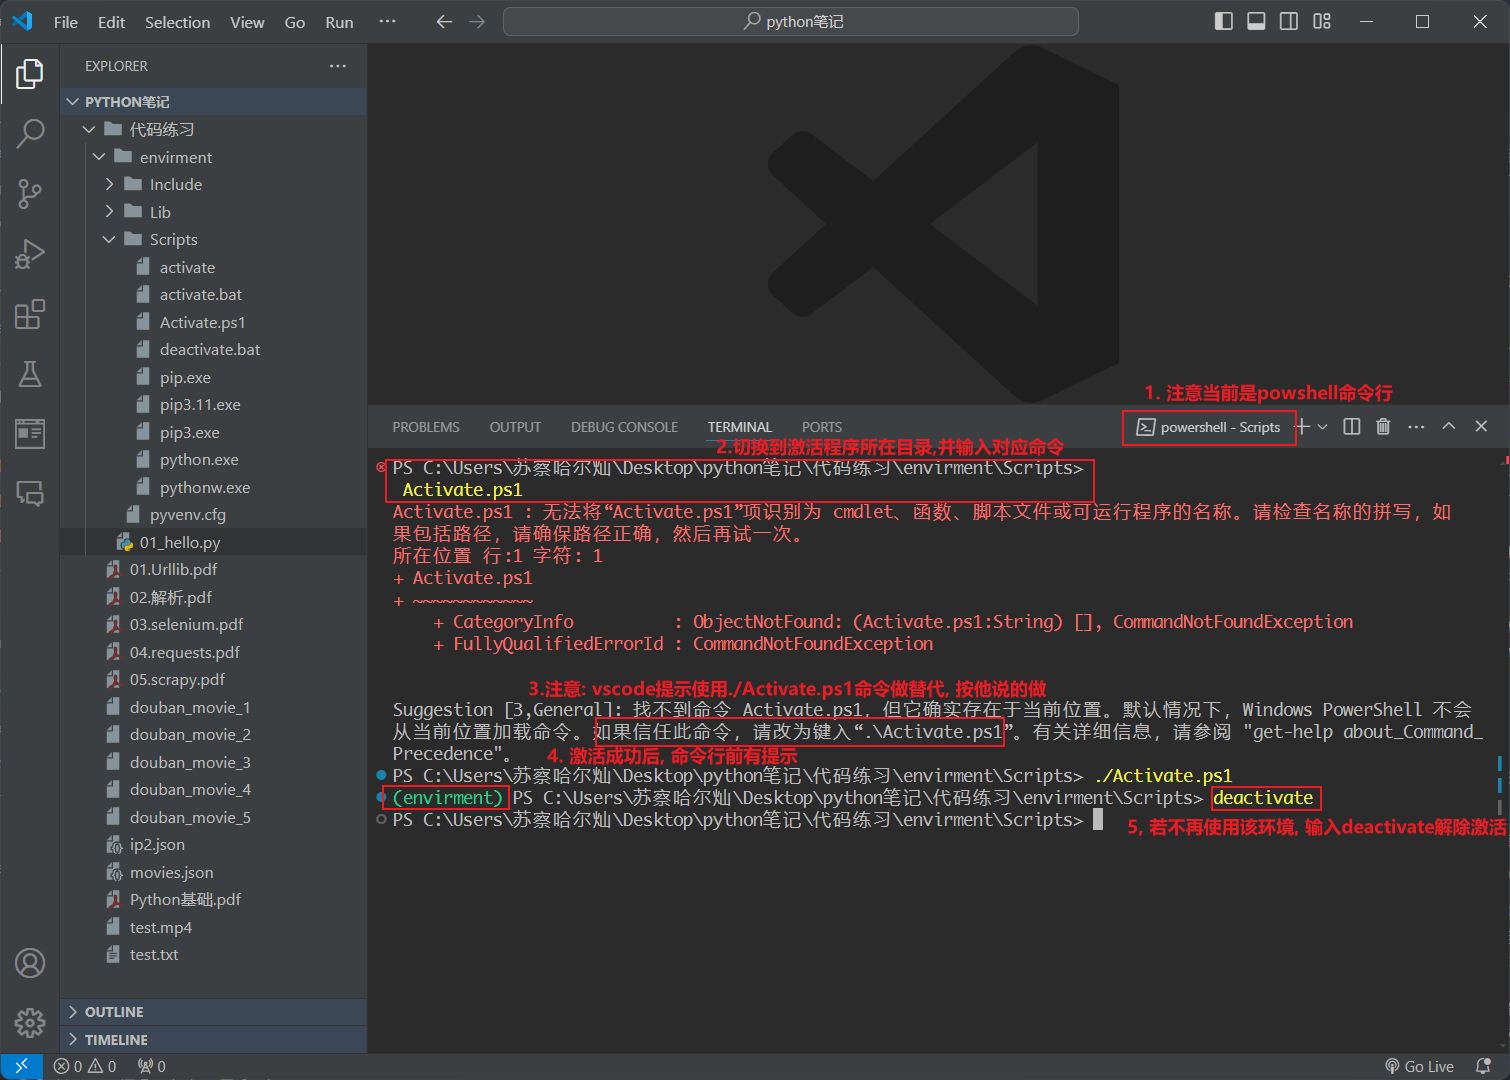 File Edit Selection View Go Run ···
python笔记
EXPLORER
PYTHON笔记
代码练习
envirment
Include
Lib
Scripts
activate
activate.bat
Activate.ps1
deactivate.bat
pip.exe
pip3.11.exe
pip3.exe
python.exe
pythonw.exe
pyvenv.cfg
01_hello.py
01.Urllib.pdf
02.解析.pdf
03.selenium.pdf
04.requests.pdf
05.scrapy.pdf
douban_movie_1
douban_movie_2
douban_movie_3
douban_movie_4
douban_movie_5
ip2.json
movies.json
Python基础.pdf
test.mp4
test.txt
OUTLINE
TIMELINE
1. 注意当前是powshell命令行
PROBLEMS OUTPUT DEBUG CONSOLE TERMINAL PORTS
powershell - Scripts
2.切换到激活程序所在目录,并输入对应命令
PS C:\Users\苏察哈尔灿\Desktop\python笔记\代码练习\envirment\Scripts>
Activate.ps1
Activate.ps1 : 无法将“Activate.ps1”项识别为 cmdlet、函数、脚本文件或可运行程序的名称。请检查名称的拼写，如
果包括路径，请确保路径正确，然后再试一次。
所在位置 行:1 字符: 1
+ Activate.ps1
+ ~~~~~~~~~~~~
+ CategoryInfo : ObjectNotFound: (Activate.ps1:String) [], CommandNotFoundException
+ FullyQualifiedErrorId : CommandNotFoundException
3.注意: vscode提示使用./Activate.ps1命令做替代, 按他说的做
Suggestion [3,General]: 找不到命令 Activate.ps1，但它确实存在于当前位置。默认情况下，Windows PowerShell 不会
从当前位置加载命令。如果信任此命令，请改为键入“.\Activate.ps1”。有关详细信息，请参阅 "get-help about_Command_
Precedence"。
4. 激活成功后, 命令行前有提示
PS C:\Users\苏察哈尔灿\Desktop\python笔记\代码练习\envirment\Scripts> ./Activate.ps1
(envirment) PS C:\Users\苏察哈尔灿\Desktop\python笔记\代码练习\envirment\Scripts> deactivate
PS C:\Users\苏察哈尔灿\Desktop\python笔记\代码练习\envirment\Scripts>
5, 若不再使用该环境, 输入deactivate解除激活
0 0 0
Go Live